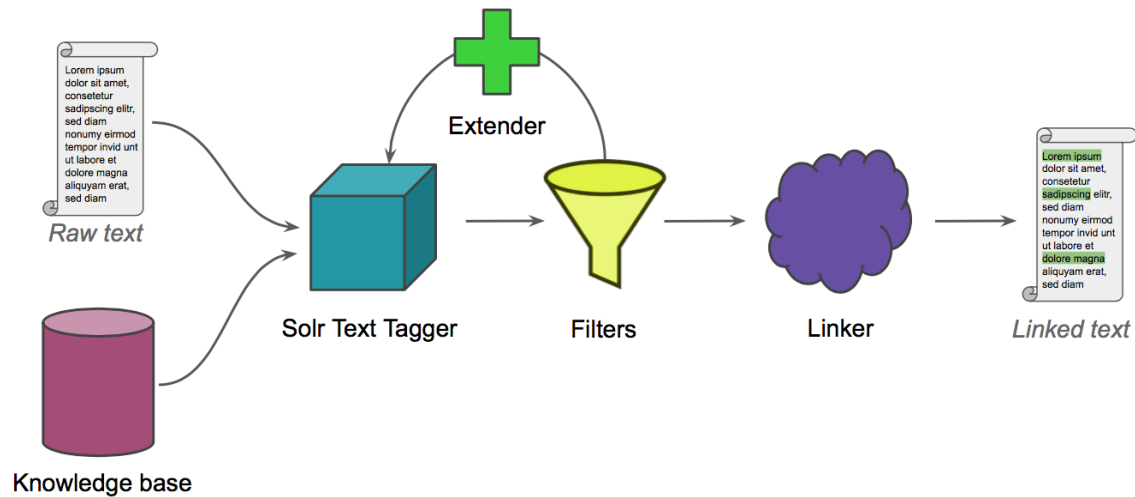 Lorem ipsum
dolor sit amet,
consetetur
sadipscing elitr,
sed diam
nonumy eirmod
tempor invid unt
ut labore et
dolore magna
aliquyam erat,
sed diam
Raw text
Knowledge base
Extender
Solr Text Tagger
Filters
Linker
Lorem ipsum
dolor sit amet,
consetetur
sadipscing elitr,
sed diam
nonumy eirmod
tempor invid unt
ut labore et
dolore magna
aliquyam erat,
sed diam
Linked text